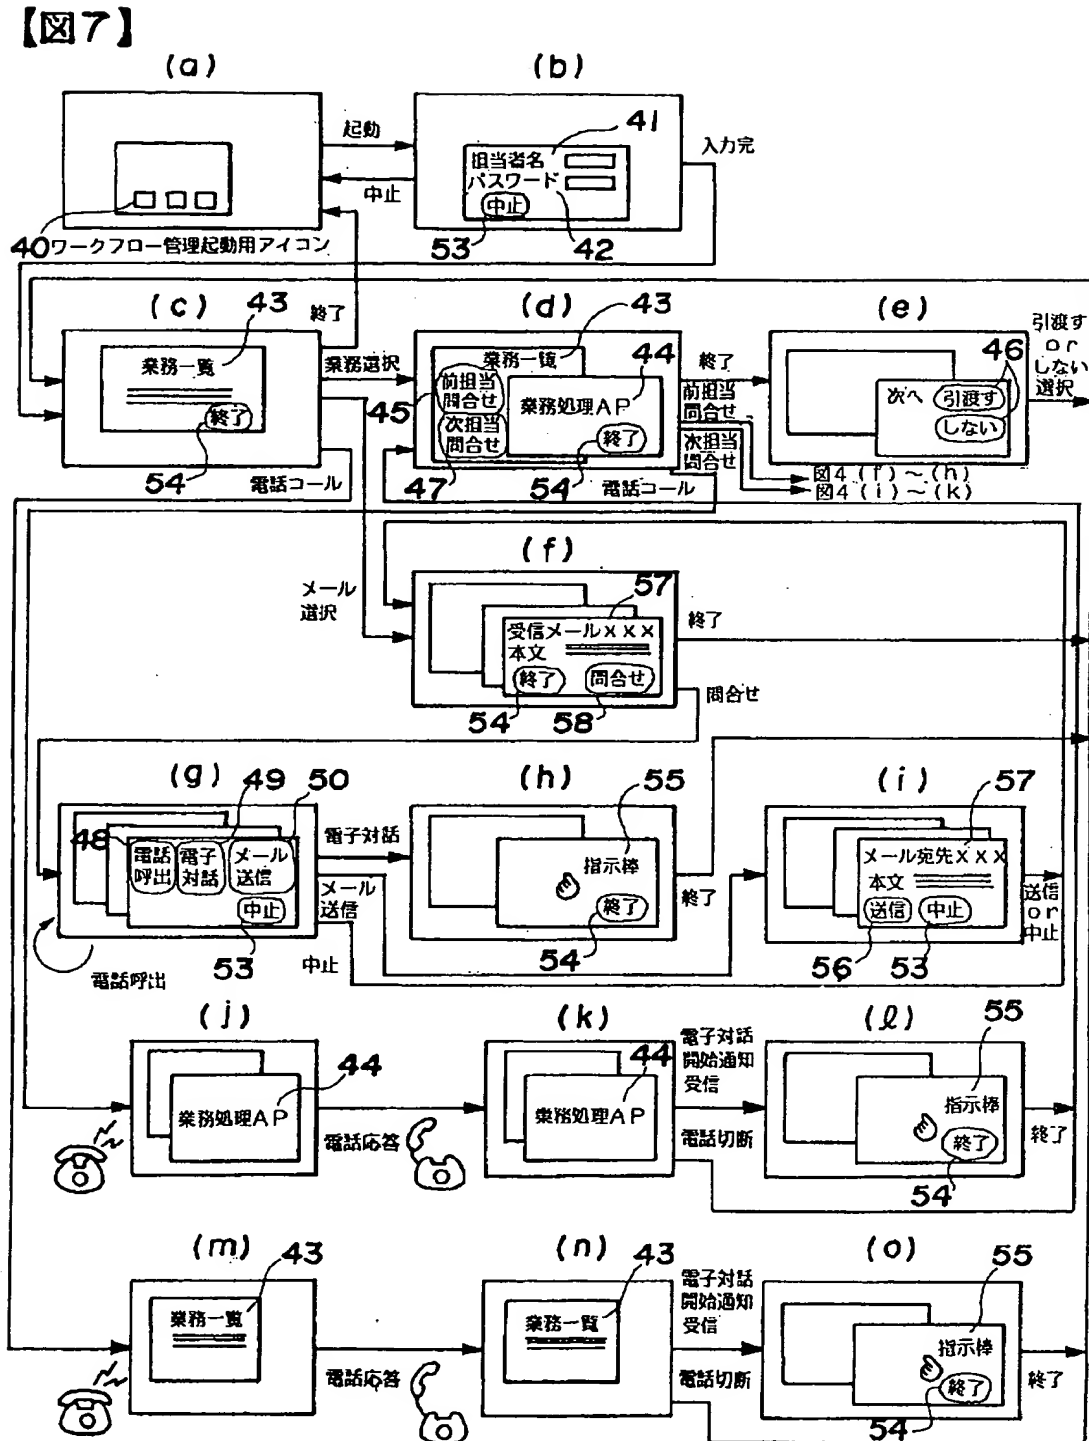 【図7】
(a)
(b)
起動
中止
41
担当者名
パスワード
中止
53
42
入力完
40ワークフロー管理起動用アイコン
(c)
43
終了
業務一覧
終了
54
業務選択
電話コール
(d)
43
業務一覧
44
前担当
問合せ
45
業務処理AP
次担当
問合せ
終了
47
54
電話コール
終了
前担当
問合せ
次担当
問合せ
図4(f)~(h)
図4(i)~(k)
(e)
46
次へ
引渡す
しない
引渡す
or
しない
選択
メール
選択
(f)
57
受信メール×××
本文
終了
問合せ
54
58
終了
問合せ
(g)
49
50
48
電話
呼出
電子
対話
メール
送信
中止
53
電話呼出
電子対話
メール
送信
中止
(h)
55
指示棒
終了
54
終了
(i)
57
メール宛先×××
本文
送信
中止
56
53
送信
or
中止
(j)
44
業務処理AP
電話応答
(k)
44
業務処理AP
電子対話
開始通知
受信
電話切断
(l)
55
指示棒
終了
54
終了
(m)
43
業務一覧
電話応答
(n)
43
業務一覧
電子対話
開始通知
受信
電話切断
(o)
55
指示棒
終了
54
終了